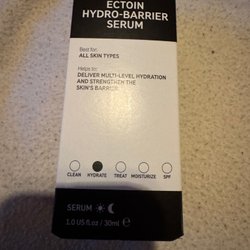 ECTOIN
HYDRO-BARRIER
SERUM
Best for:
ALL SKIN TYPES
Helps to:
DELIVER MULTI-LEVEL HYDRATION
AND STRENGTHEN THE
SKIN'S BARRIER
CLEAN HYDRATE TREAT MOISTURIZE SPF
SERUM
1.0 US fl.oz / 30ml e